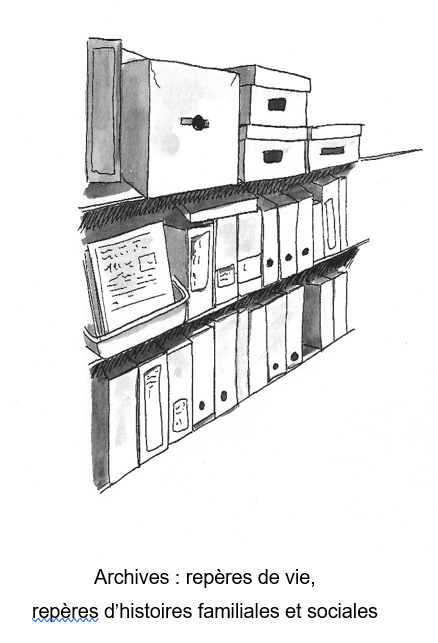 Archives : repères de vie,
repères d’histoires familiales et sociales